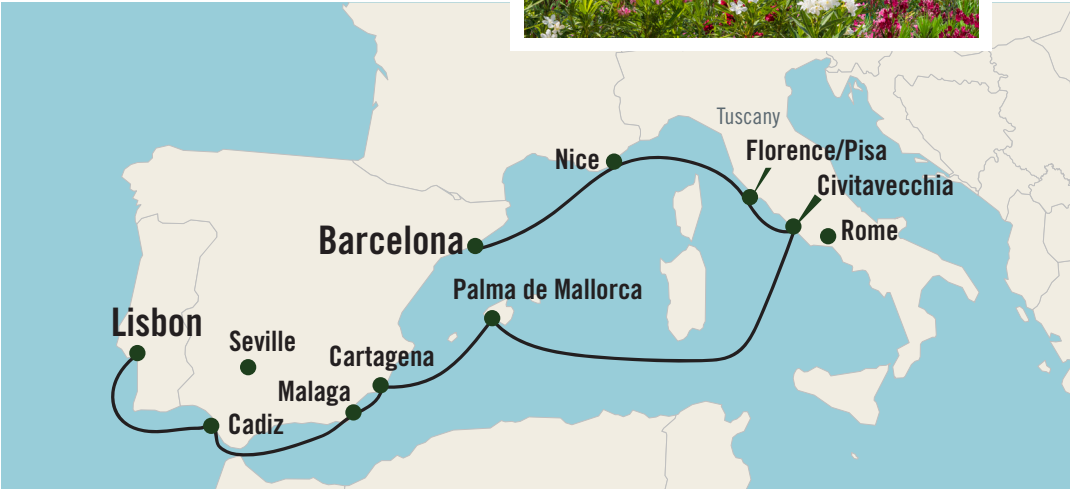 Tuscany
Florence/Pisa
Nice
Civitavecchia
Rome
Barcelona
Palma de Mallorca
Lisbon
Seville
Cartagena
Malaga
Cadiz